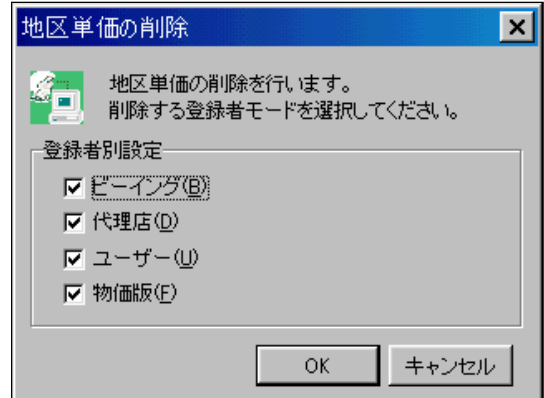 地区単価の削除
地区単価の削除を行います。
削除する登録者モードを選択してください。
登録者別設定
ビーイング(B)
代理店(D)
ユーザー(U)
物価版(F)
OK
キャンセル